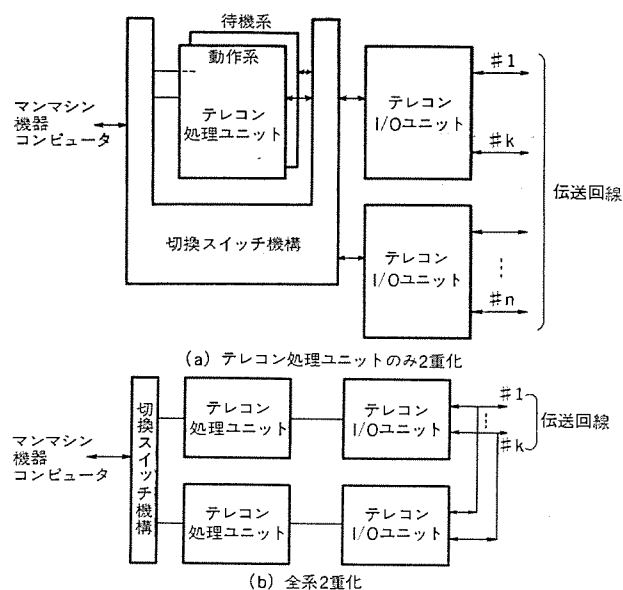 待機系
動作系
テレコン
処理ユニット
マンマシン
機器
コンピュータ
切換スイッチ機構
テレコン
I/Oユニット
#1
#k
テレコン
I/Oユニット
#n
伝送回線
(a) テレコン処理ユニットのみ2重化
切換スイッチ機構
マンマシン
機器
コンピュータ
テレコン
処理ユニット
テレコン
I/Oユニット
#1
#k
伝送回線
テレコン
処理ユニット
テレコン
I/Oユニット
(b) 全系2重化